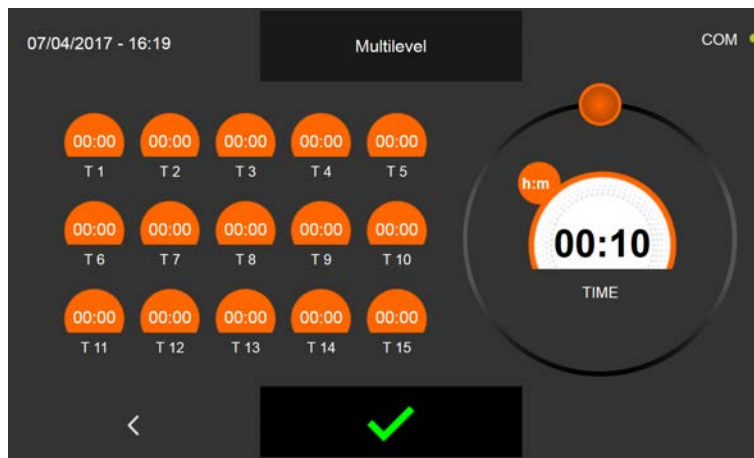 07/04/2017 - 16:19
Multilevel
COM
00:00 00:00 00:00 00:00 00:00
T 1 T 2 T 3 T 4 T 5
h:m
00:00 00:00 00:00 00:00 00:00
T 6 T 7 T 8 T 9 T 10
00:10
TIME
00:00 00:00 00:00 00:00 00:00
T 11 T 12 T 13 T 14 T 15